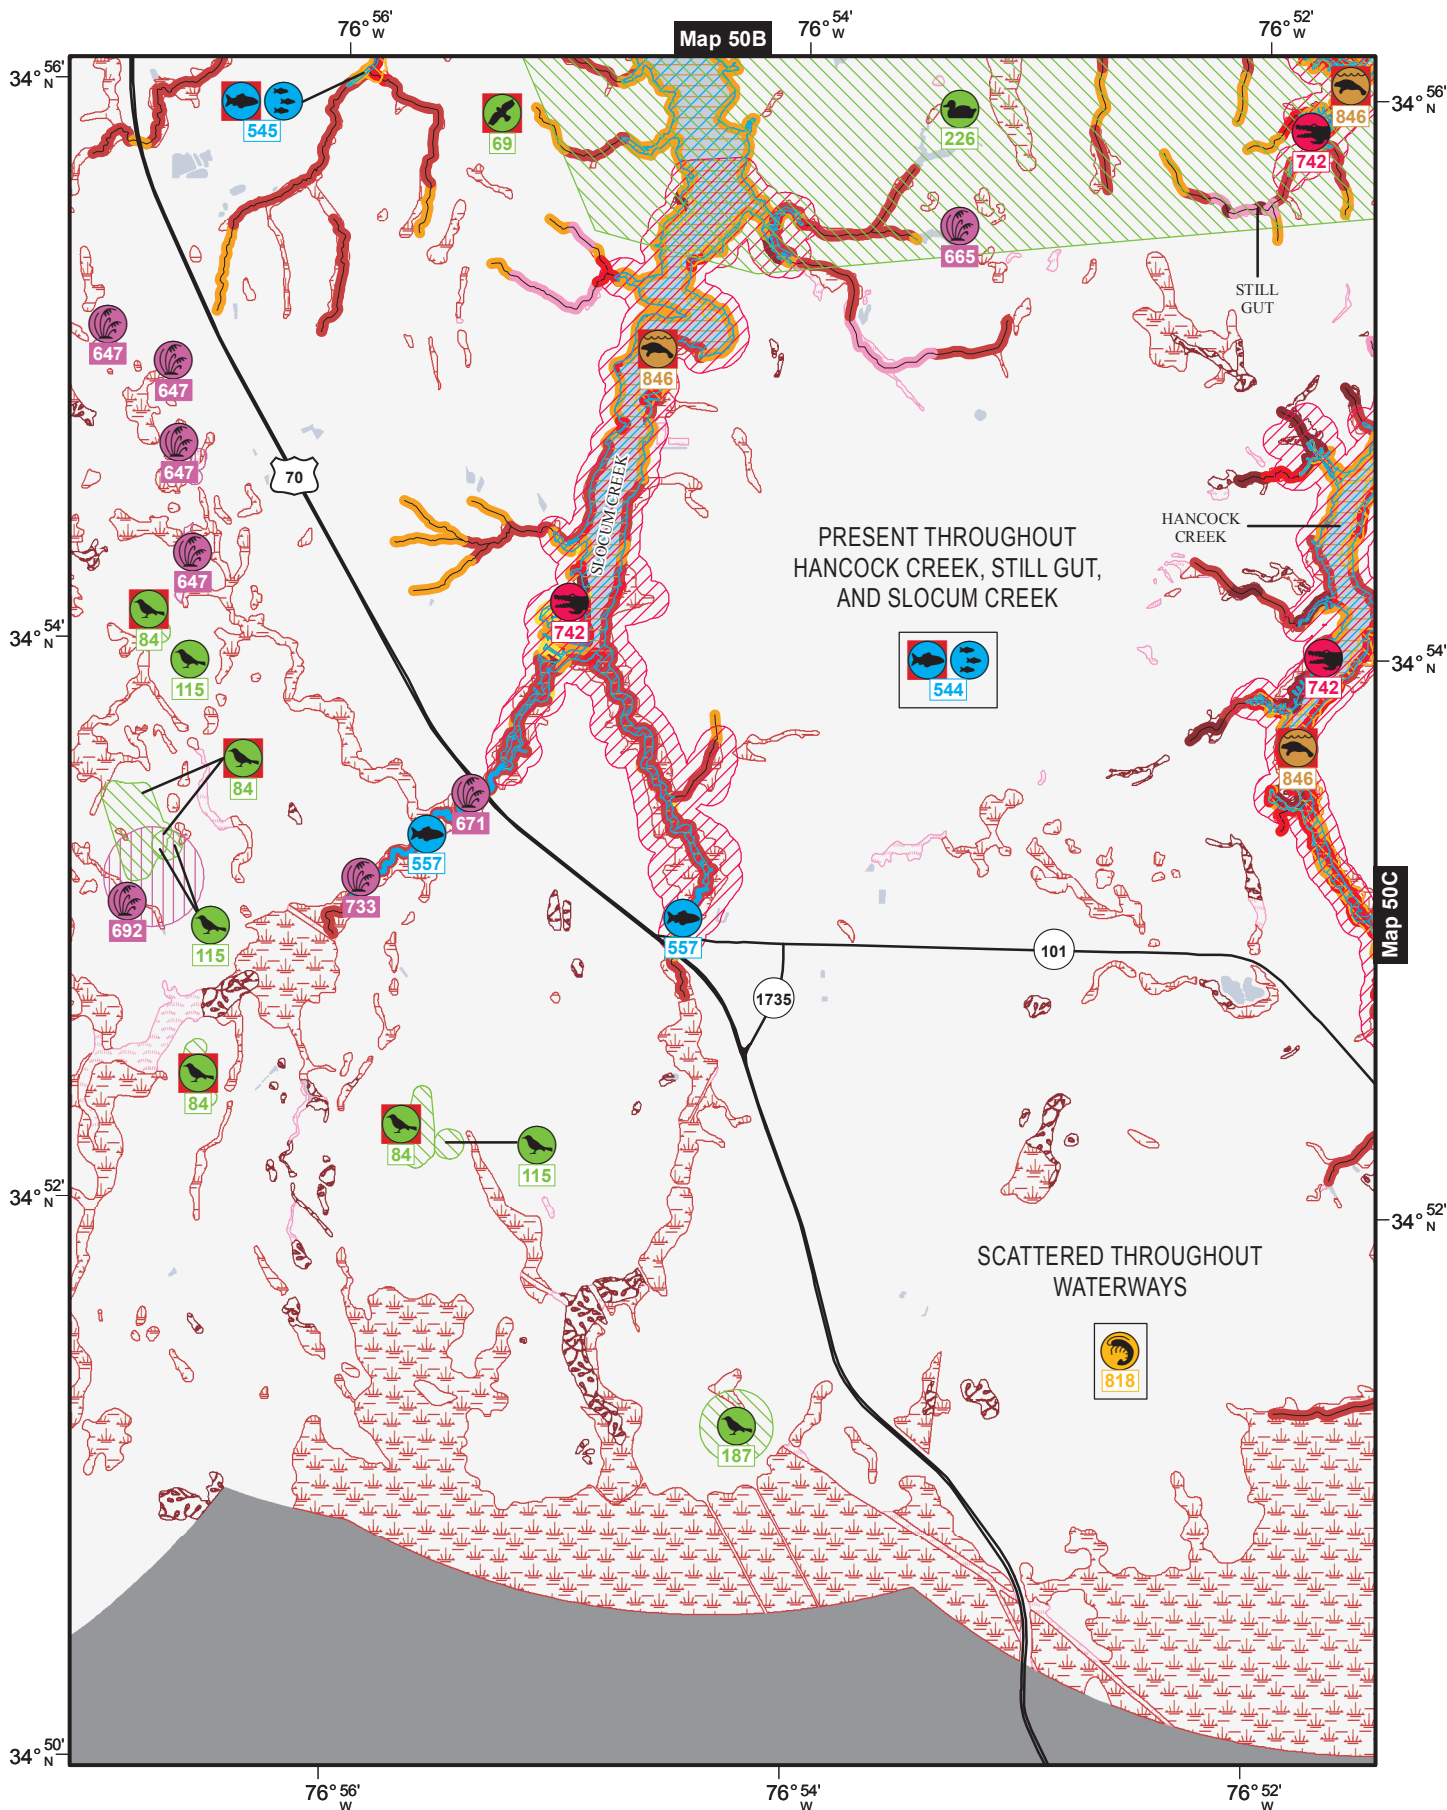 76° 56' W
Map 50B
76° 54' W
76° 52' W
34° 56' N
34° 56' N
545
69
226
846
742
665
STILL
GUT
647
647
846
647
70
SLOCUM CREEK
HANCOCK
CREEK
PRESENT THROUGHOUT
HANCOCK CREEK, STILL GUT,
AND SLOCUM CREEK
647
84
742
34° 54' N
34° 54' N
115
544
742
84
846
671
557
733
692
115
557
101
Map 50C
1735
84
84
115
34° 52' N
34° 52' N
SCATTERED THROUGHOUT
WATERWAYS
818
187
34° 50' N
76° 56' W
76° 54' W
76° 52' W